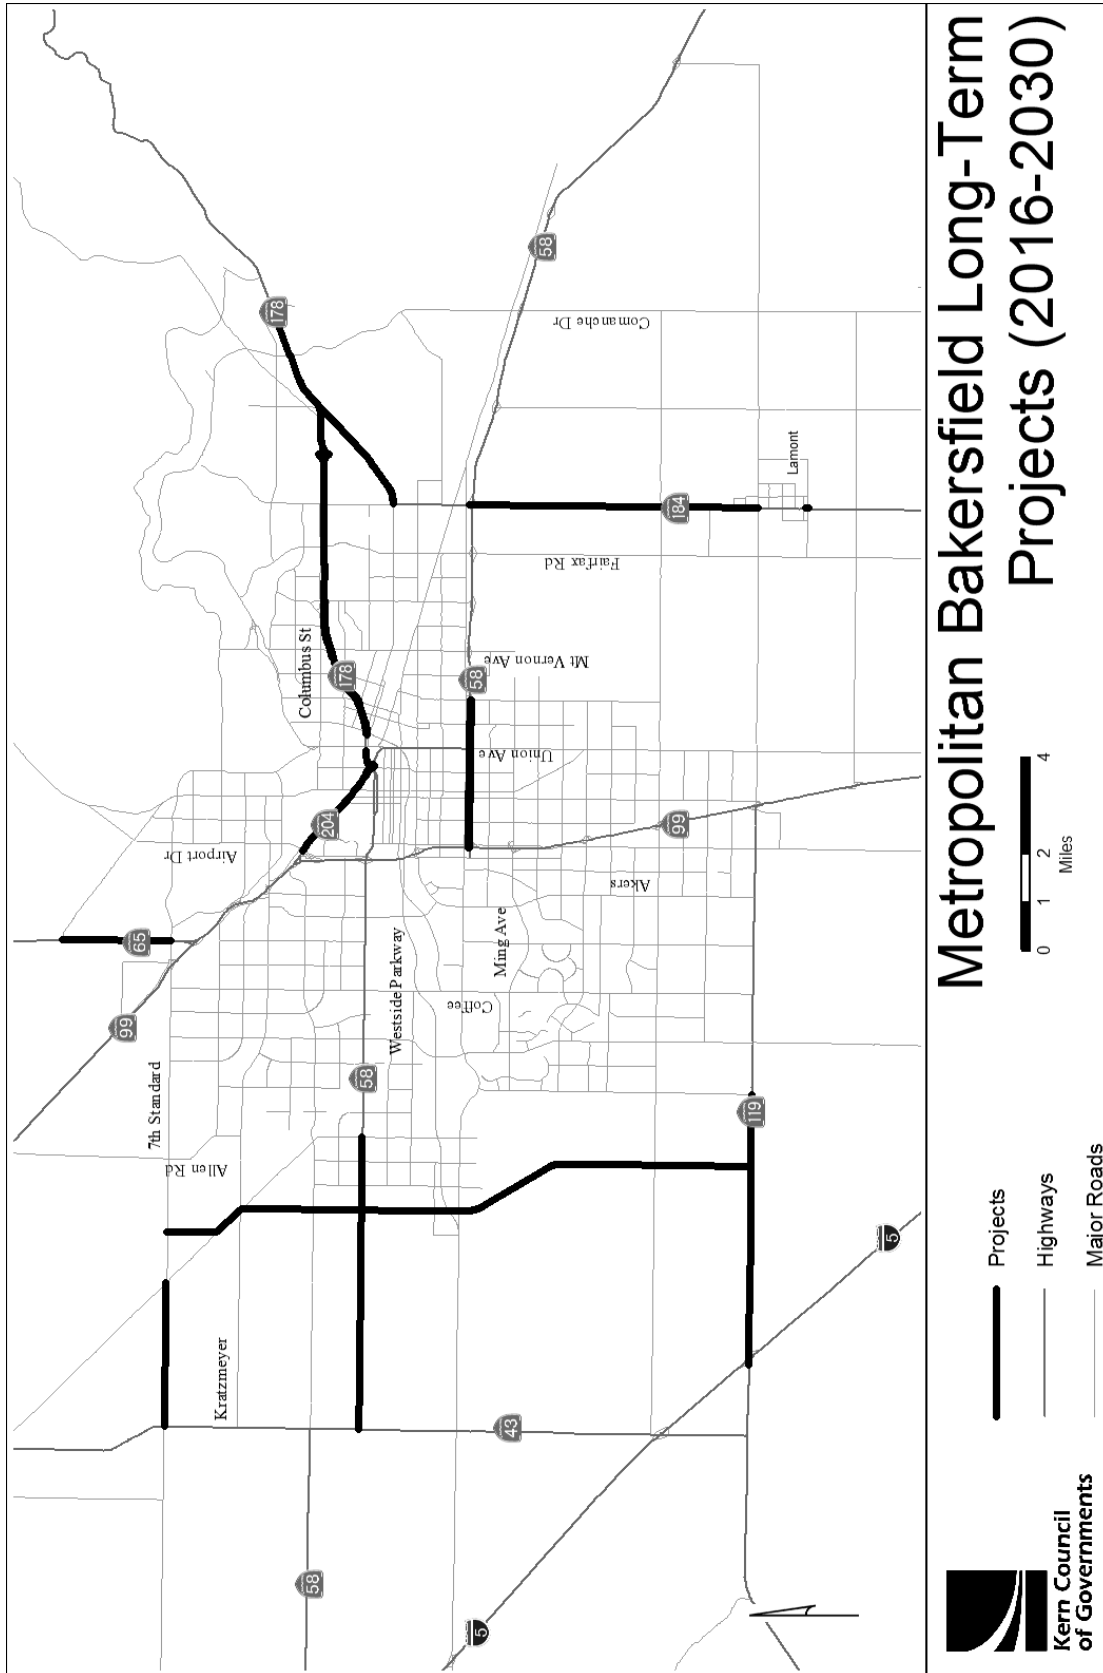 178
58
Comanche Dr
Lamont
184
Fairfax Rd
Columbus St
178
58
Mt Vernon Ave
Union Ave
204
99
Airport Dr
Akers
65
Ming Ave
Westside Parkway
Coffee
99
58
7th Standard
119
Allen Rd
5
Kratzmeyer
43
58
5
Metropolitan Bakersfield Long-Term
Projects (2016-2030)
0 1 2 4
Miles
Projects
Highways
Major Roads
Kern Council
of Governments